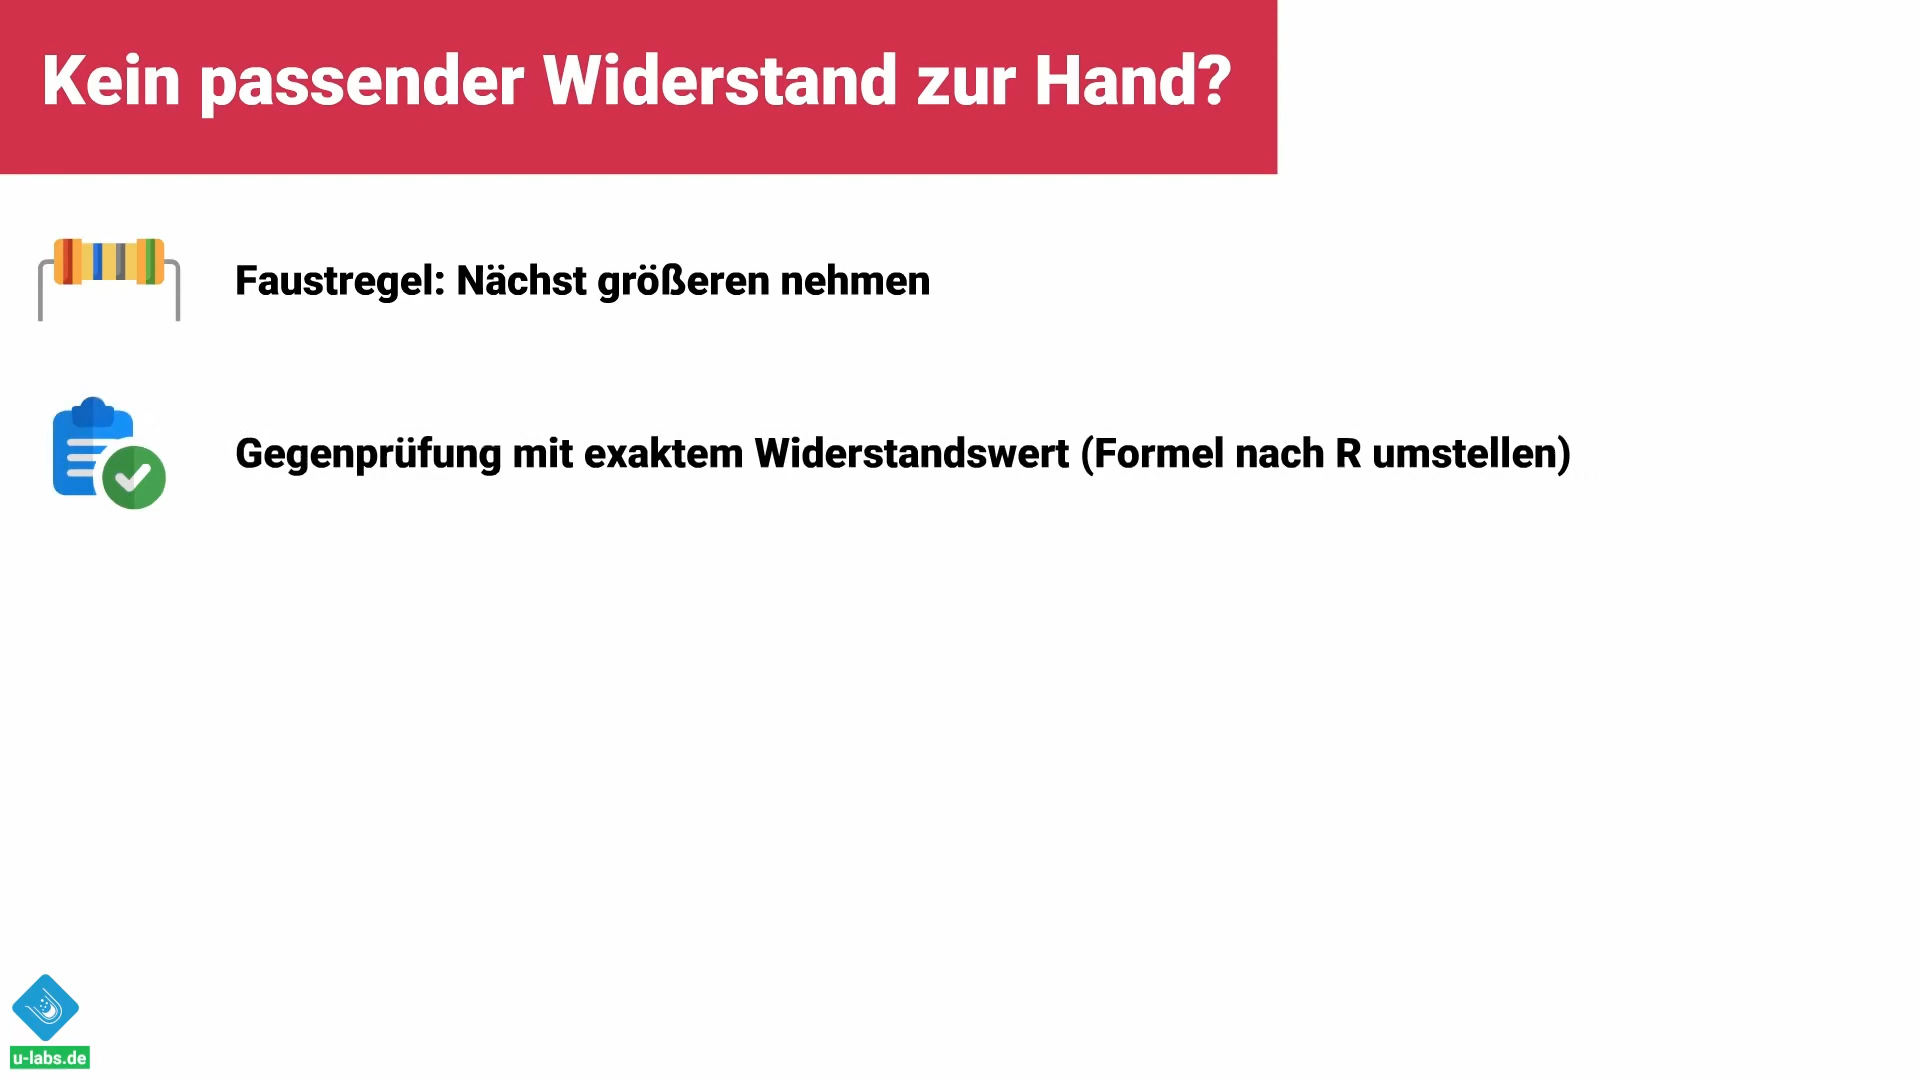 Kein passender Widerstand zur Hand?
Faustregel: Nächst größeren nehmen
Gegenprüfung mit exaktem Widerstandswert (Formel nach R umstellen)
u-labs.de